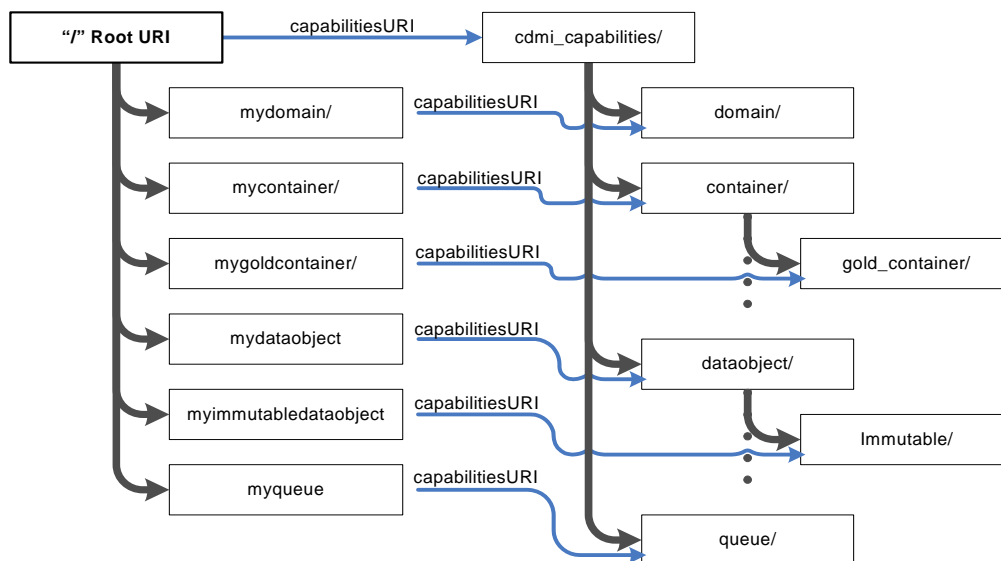 “/” Root URI
capabilitiesURI
cdmi_capabilities/
mydomain/
capabilitiesURI
domain/
mycontainer/
capabilitiesURI
container/
mygoldcontainer/
capabilitiesURI
gold_container/
mydataobject
capabilitiesURI
dataobject/
myimmutabledataobject
capabilitiesURI
Immutable/
myqueue
capabilitiesURI
queue/